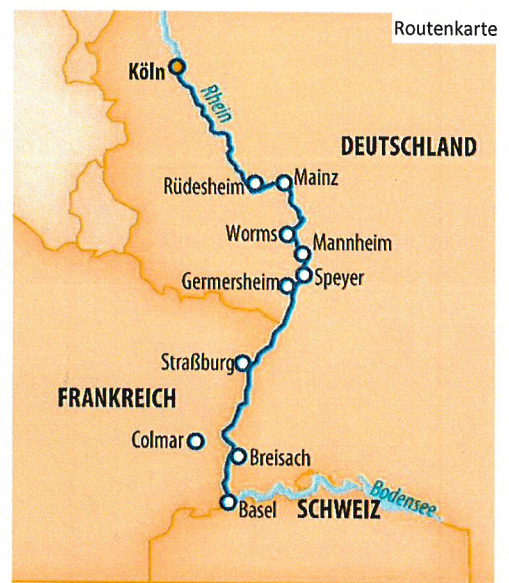 Routenkarte
Köln
Rhein
DEUTSCHLAND
Rüdesheim
Mainz
Worms
Mannheim
Germersheim
Speyer
Straßburg
FRANKREICH
Colmar
Breisach
Bodensee
Basel
SCHWEIZ